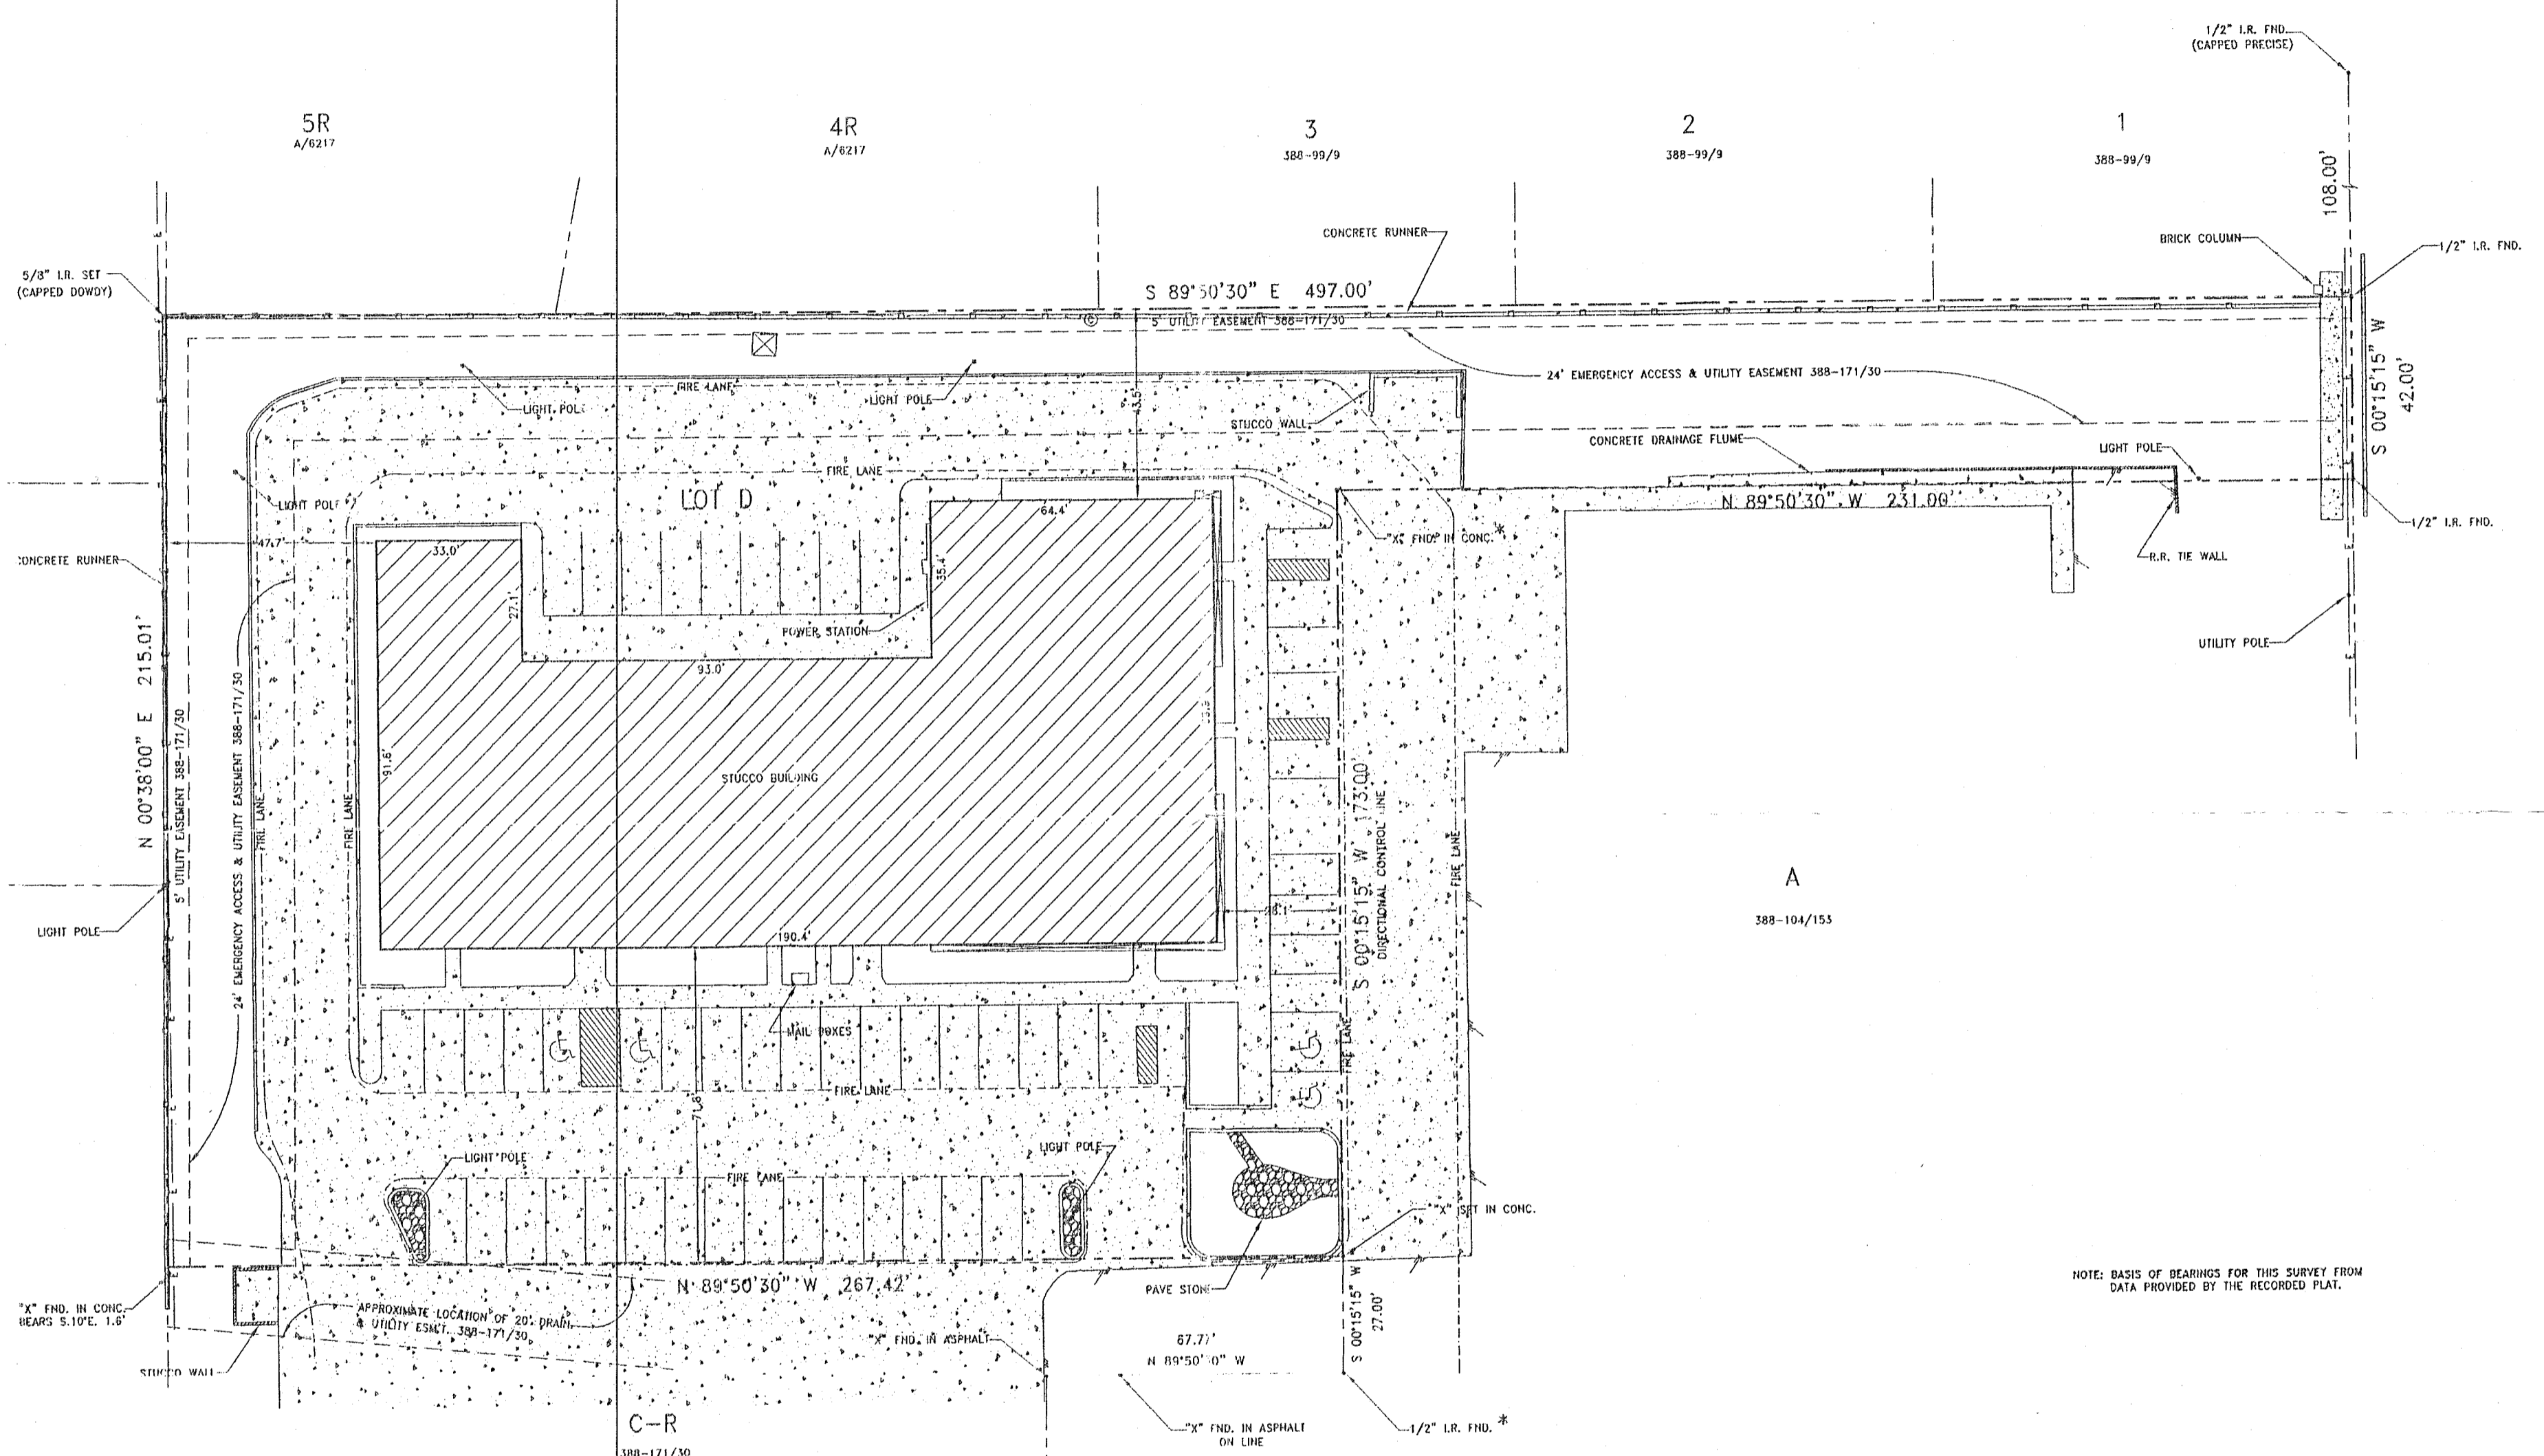 1/2" I.R. FND.
(CAPPED PRECISE)
5R
A/6217
4R
A/6217
3
388-99/9
2
388-99/9
1
388-99/9
108.00'
CONCRETE RUNNER
BRICK COLUMN
1/2" I.R. FND.
5/8" I.R. SET
(CAPPED DOWDY)
S 89°50'30" E 497.00'
5' UTILITY EASEMENT 388-171/30
S 00°15'15" W
42.00'
24' EMERGENCY ACCESS & UTILITY EASEMENT 388-171/30
FIRE LANE
LIGHT POLE
LIGHT POLE
43.5'
STUCCO WALL
CONCRETE DRAINAGE FLUME
LIGHT POLE
FIRE LANE
LOT D
LIGHT POLE
N 89°50'30" W 231.00'
64.4'
"X" FND. IN CONC.*
1/2" I.R. FND.
47.7'
33.0'
CONCRETE RUNNER
R.R. TIE WALL
35.4'
27.1'
POWER STATION
UTILITY POLE
93.0'
N 00°38'00" E 215.01'
5' UTILITY EASEMENT 388-171/30
24' EMERGENCY ACCESS & UTILITY EASEMENT 388-171/30
FIRE LANE
FIRE LANE
91.6'
STUCCO BUILDING
S 00°15'15" W 173.00'
DIRECTIONAL CONTROL LINE
FIRE LANE
A
388-104/153
LIGHT POLE
190.4'
MAIL BOXES
FIRE LANE
FIRE LANE
71.8'
LIGHT POLE
LIGHT POLE
FIRE LANE
"X" SET IN CONC.
N 89°50'30" W 267.42'
PAVE STONE
S 00°15'15" W
27.00'
NOTE: BASIS OF BEARINGS FOR THIS SURVEY FROM
DATA PROVIDED BY THE RECORDED PLAT.
"X" FND. IN CONC.
BEARS S.10°E. 1.6'
APPROXIMATE LOCATION OF 20' DRAIN.
& UTILITY ESM'T. 388-171/30
"X" FND. IN ASPHALT
67.77'
N 89°50'30" W
STUCCO WALL
C-R
388-171/30
"X" FND. IN ASPHALT
ON LINE
1/2" I.R. FND.*